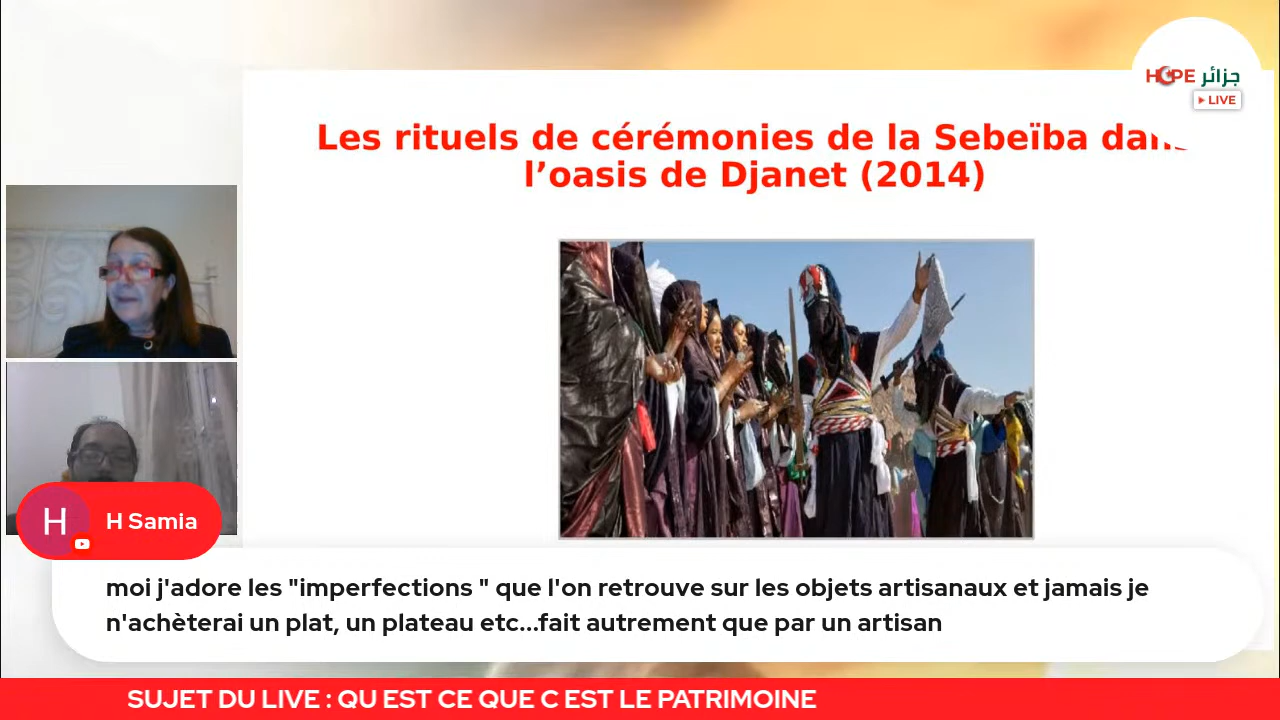 HOPE جزائر
LIVE
Les rituels de cérémonies de la Sebeïba dans
l’oasis de Djanet (2014)
H
H Samia
moi j'adore les "imperfections " que l'on retrouve sur les objets artisanaux et jamais je
n'achèterai un plat, un plateau etc...fait autrement que par un artisan
SUJET DU LIVE : QU EST CE QUE C EST LE PATRIMOINE